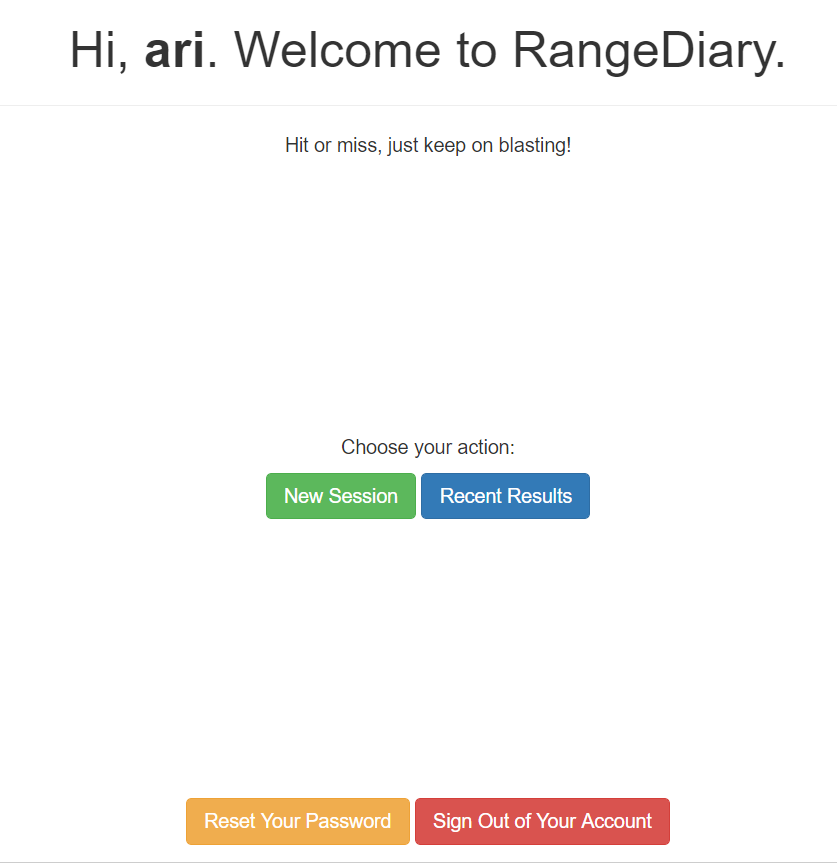 Hi, ari. Welcome to RangeDiary.
Hit or miss, just keep on blasting!
Choose your action:
New Session Recent Results
Reset Your Password Sign Out of Your Account